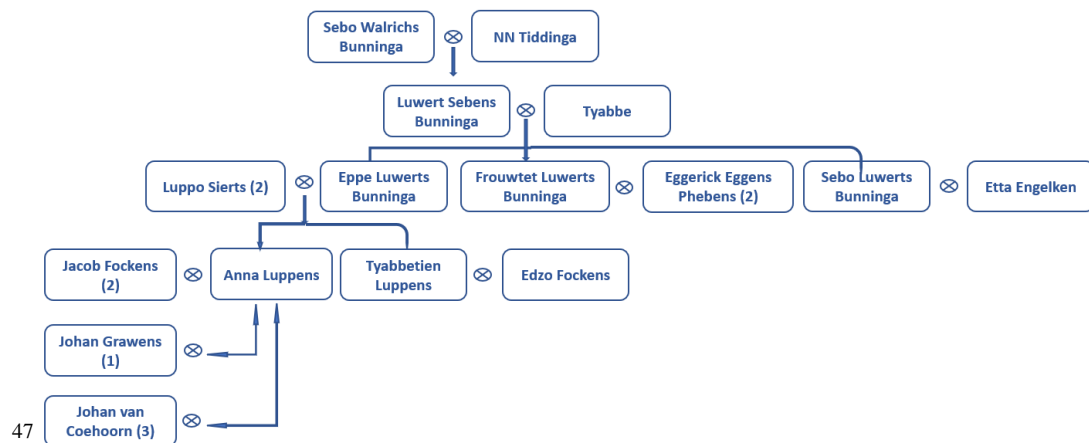 Sebo Walrichs
Bunninga
NN Tiddinga
Luwert Sebens
Bunninga
Tyabbe
Luppo Sierts (2)
Eppe Luwerts
Bunninga
Frouwtet Luwerts
Bunninga
Eggerick Eggens
Phebens (2)
Sebo Luwerts
Bunninga
Etta Engelken
Jacob Fockens
(2)
Anna Luppens
Tyabbetien
Luppens
Edzo Fockens
Johan Grawens
(1)
Johan van
Coehoorn (3)
47